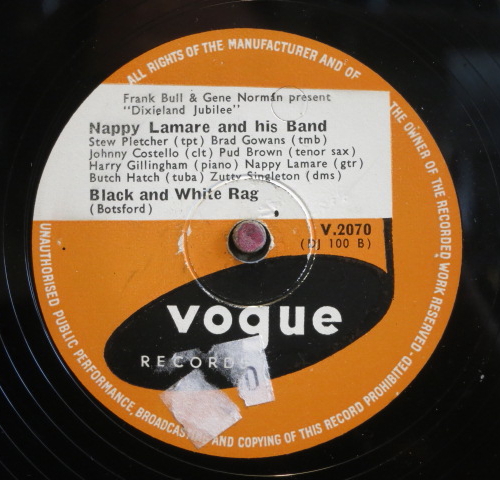 ALL RIGHTS OF THE MANUFACTURER AND OF THE OWNER OF THE RECORDED WORK RESERVED · UNAUTHORISED PUBLIC PERFORMANCE, AND COPYING OF THIS RECORD PROHIBITED ·
Frank Bull & Gene Norman present
"Dixieland Jubilee"
Nappy Lamare and his Band
Stew Pletcher (tpt) Brad Gowans (tmb)
Johnny Costello (clt) Pud Brown (tenor sax)
Harry Gillingham (piano) Nappy Lamare (gtr)
Butch Hatch (tuba) Zutty Singleton (dms)
Black and White Rag
(Botsford)
V.2070
(DJ 100 B)
vogue